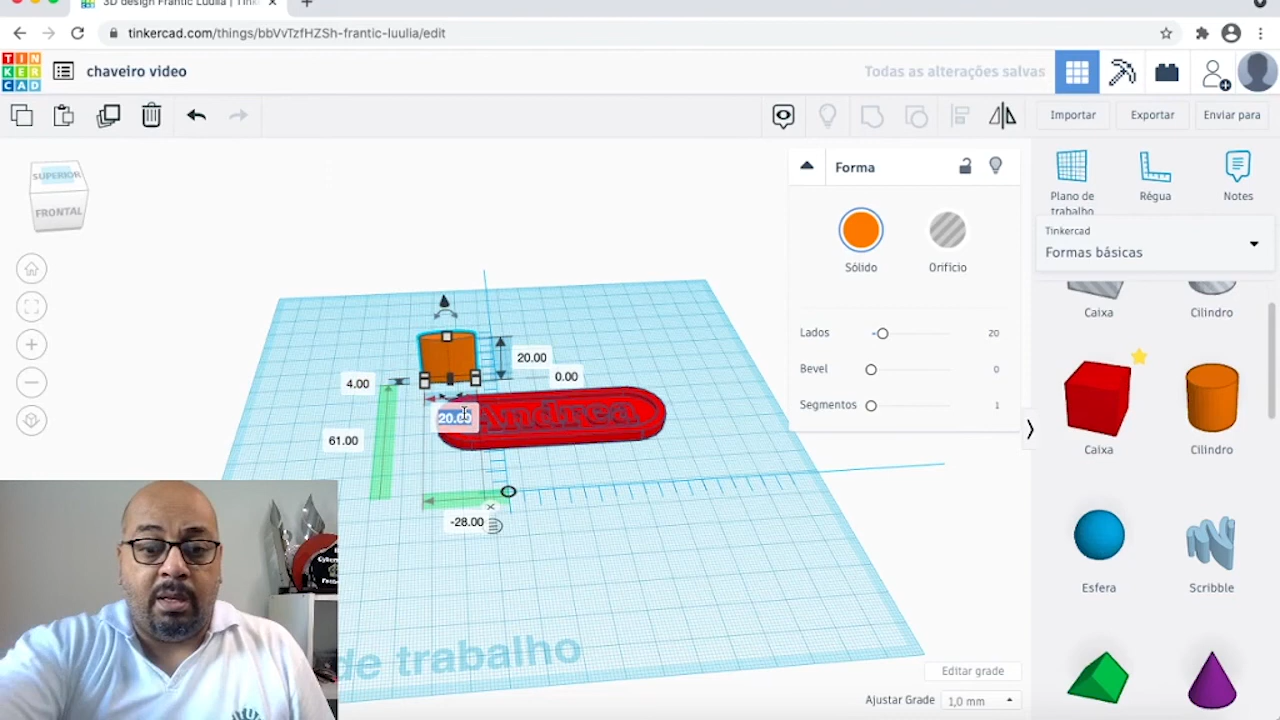 3D design Frantic Luulia | Tink
tinkercad.com/things/bbVvTzfHZSh-frantic-luulia/edit
TIN
KER
CAD
chaveiro video
Todas as alterações salvas
Importar
Exportar
Enviar para
SUPERIOR
FRONTAL
Forma
Sólido
Orifício
Lados
20
Bevel
0
Segmentos
1
Plano de
trabalho
Régua
Notes
Tinkercad
Formas básicas
Caixa
Cilindro
Caixa
Cilindro
Esfera
Scribble
20.00
0.00
4.00
20.00
61.00
-28.00
Andrea
de trabalho
Editar grade
Ajustar Grade
1,0 mm